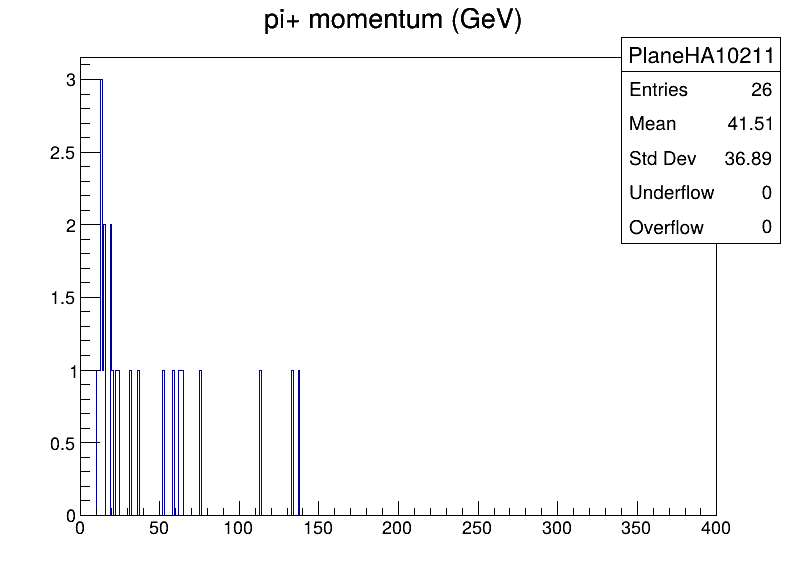 pi+ momentum (GeV)
PlaneHA10211
Entries 26
Mean 41.51
Std Dev 36.89
Underflow 0
Overflow 0
3
2.5
2
1.5
1
0.5
0
0 50 100 150 200 250 300 350 400